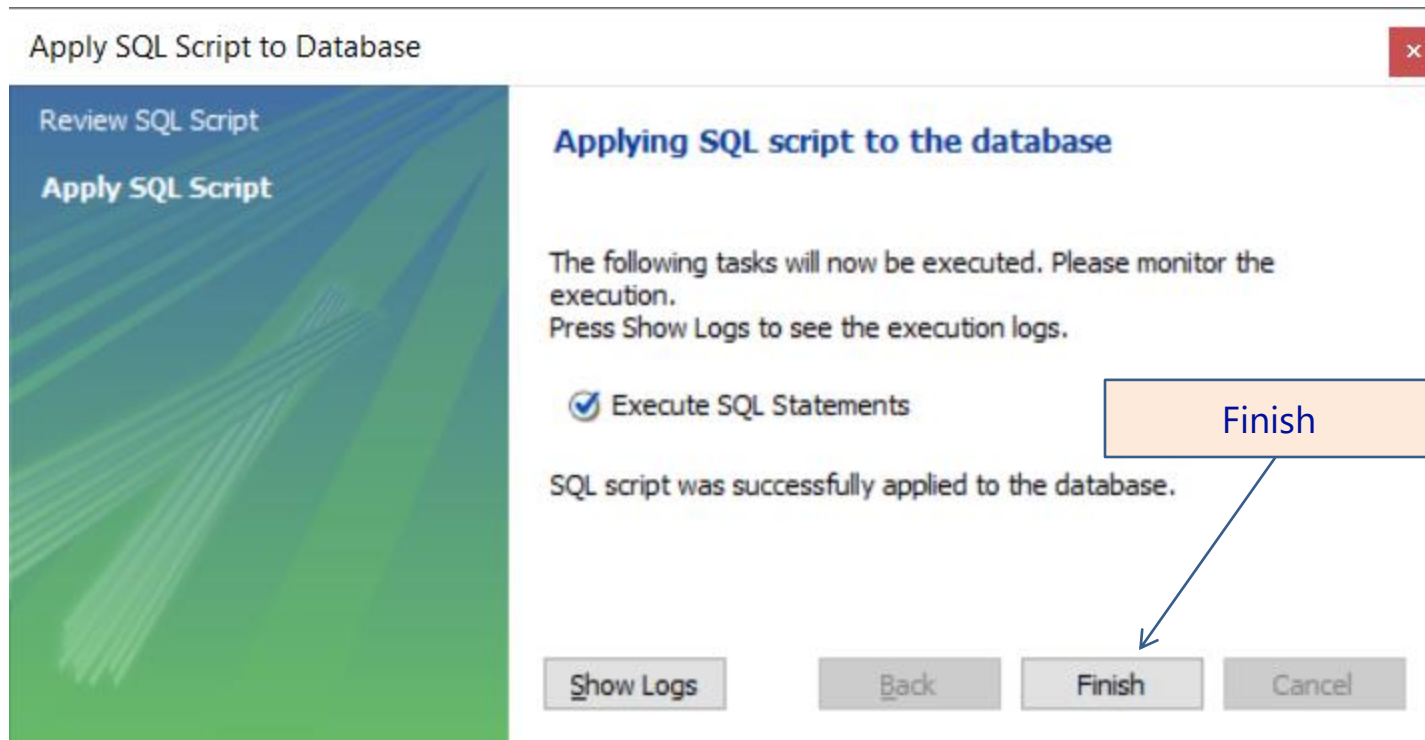 Apply SQL Script to Database
×
Review SQL Script
Apply SQL Script
Applying SQL script to the database
The following tasks will now be executed. Please monitor the
execution.
Press Show Logs to see the execution logs.
Execute SQL Statements
Finish
SQL script was successfully applied to the database.
Show Logs
Back
Finish
Cancel